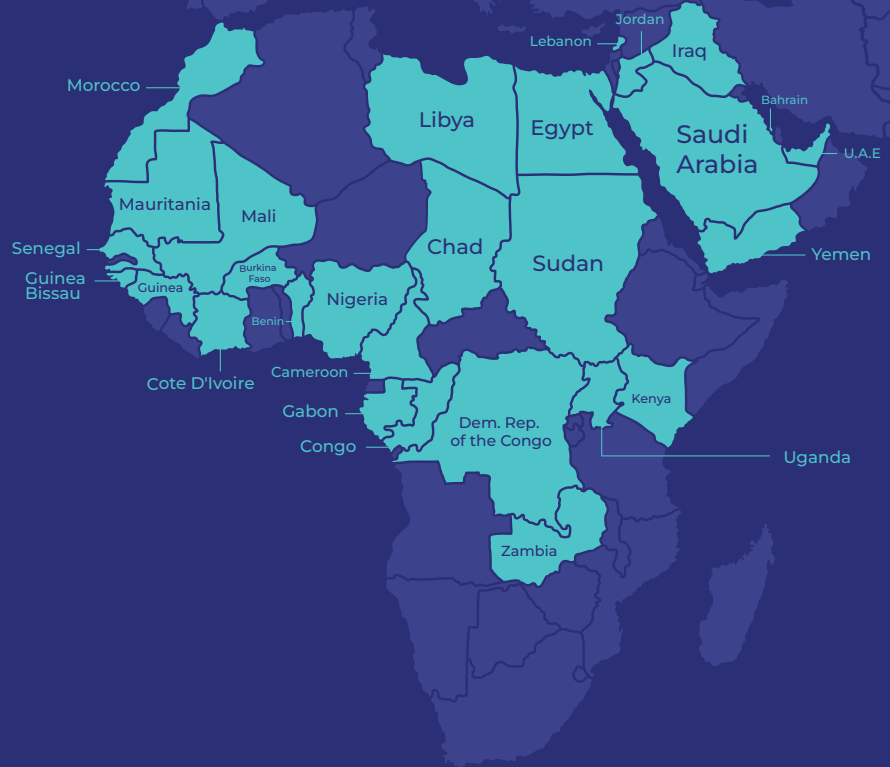 Jordan
Lebanon
Iraq
Morocco
Bahrain
Libya
Egypt
Saudi
Arabia
U.A.E
Mauritania
Mali
Senegal
Chad
Sudan
Yemen
Guinea
Bissau
Guinea
Burkina
Faso
Nigeria
Benin
Cameroon
Cote D'Ivoire
Kenya
Gabon
Dem. Rep.
of the Congo
Congo
Uganda
Zambia